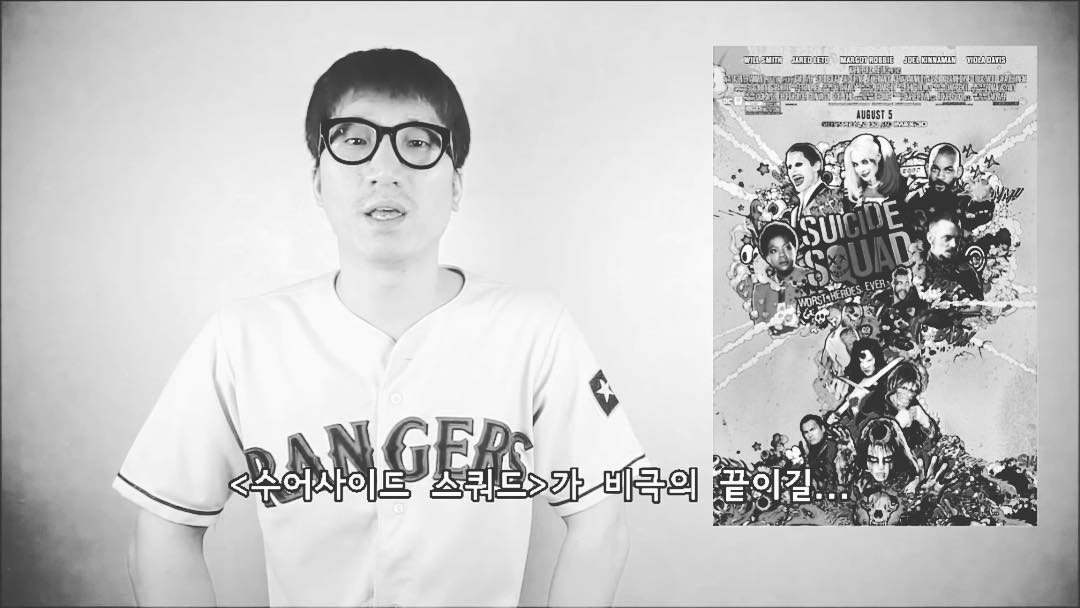 WILL SMITH JARED LETO MARGOT ROBBIE JOEL KINNAMAN VIOLA DAVIS
AUGUST 5
SUICIDE
SQUAD
WORST. HEROES. EVER.
RANGERS
<수어사이드 스쿼드>가 비극의 끝이길...